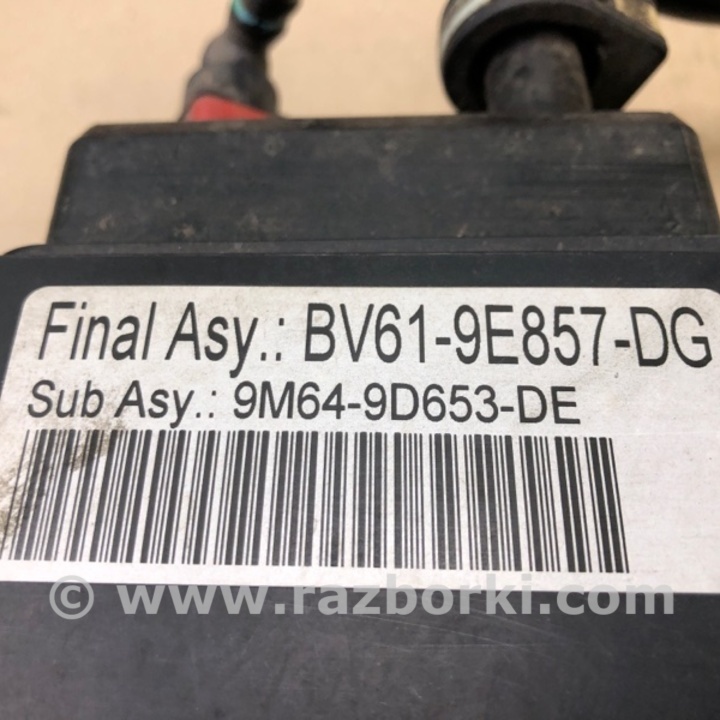 Final Asy.: BV61-9E857-DG
Sub Asy.: 9M64-9D653-DE
© www.razborki.com